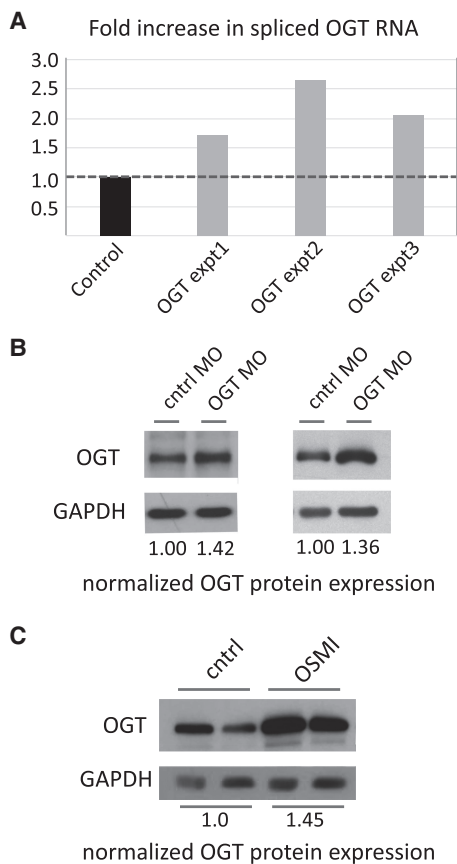 A
Fold increase in spliced OGT RNA
3.0
2.5
2.0
1.5
1.0
0.5
Control
OGT expt1
OGT expt2
OGT expt3
B
cntrl MO OGT MO cntrl MO OGT MO
OGT
GAPDH
1.00 1.42 1.00 1.36
normalized OGT protein expression
C
cntrl OSMI
OGT
GAPDH
1.0 1.45
normalized OGT protein expression